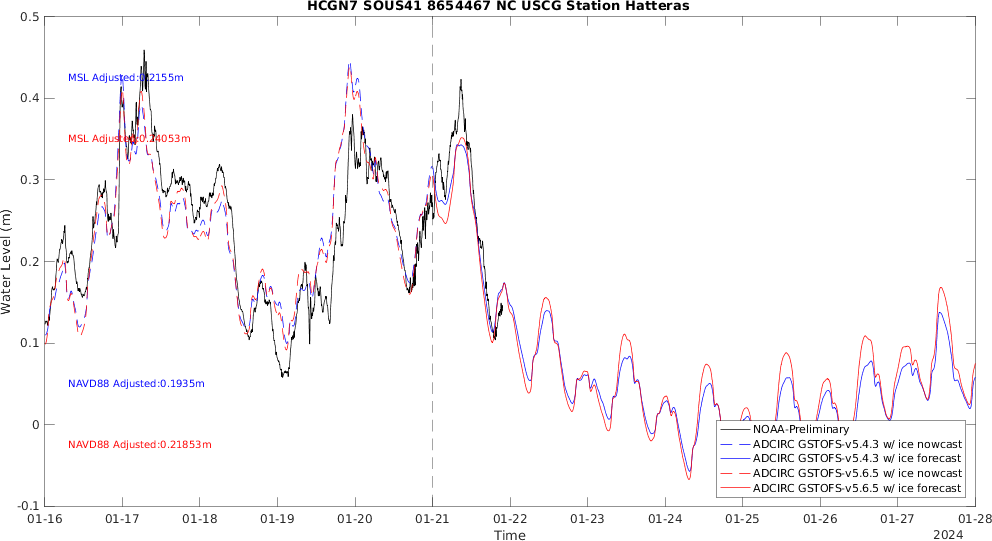 HCGN7 SOUS41 8654467 NC USCG Station Hatteras
0.5
0.4
0.3
0.2
0.1
0
-0.1
Water Level (m)
MSL Adjusted:0.2155m
MSL Adjusted:0.24053m
NAVD88 Adjusted:0.1935m
NAVD88 Adjusted:0.21853m
NOAA-Preliminary
ADCIRC GSTOFS-v5.4.3 w/ ice nowcast
ADCIRC GSTOFS-v5.4.3 w/ ice forecast
ADCIRC GSTOFS-v5.6.5 w/ ice nowcast
ADCIRC GSTOFS-v5.6.5 w/ ice forecast
01-16 01-17 01-18 01-19 01-20 01-21 01-22 01-23 01-24 01-25 01-26 01-27 01-28
Time
2024